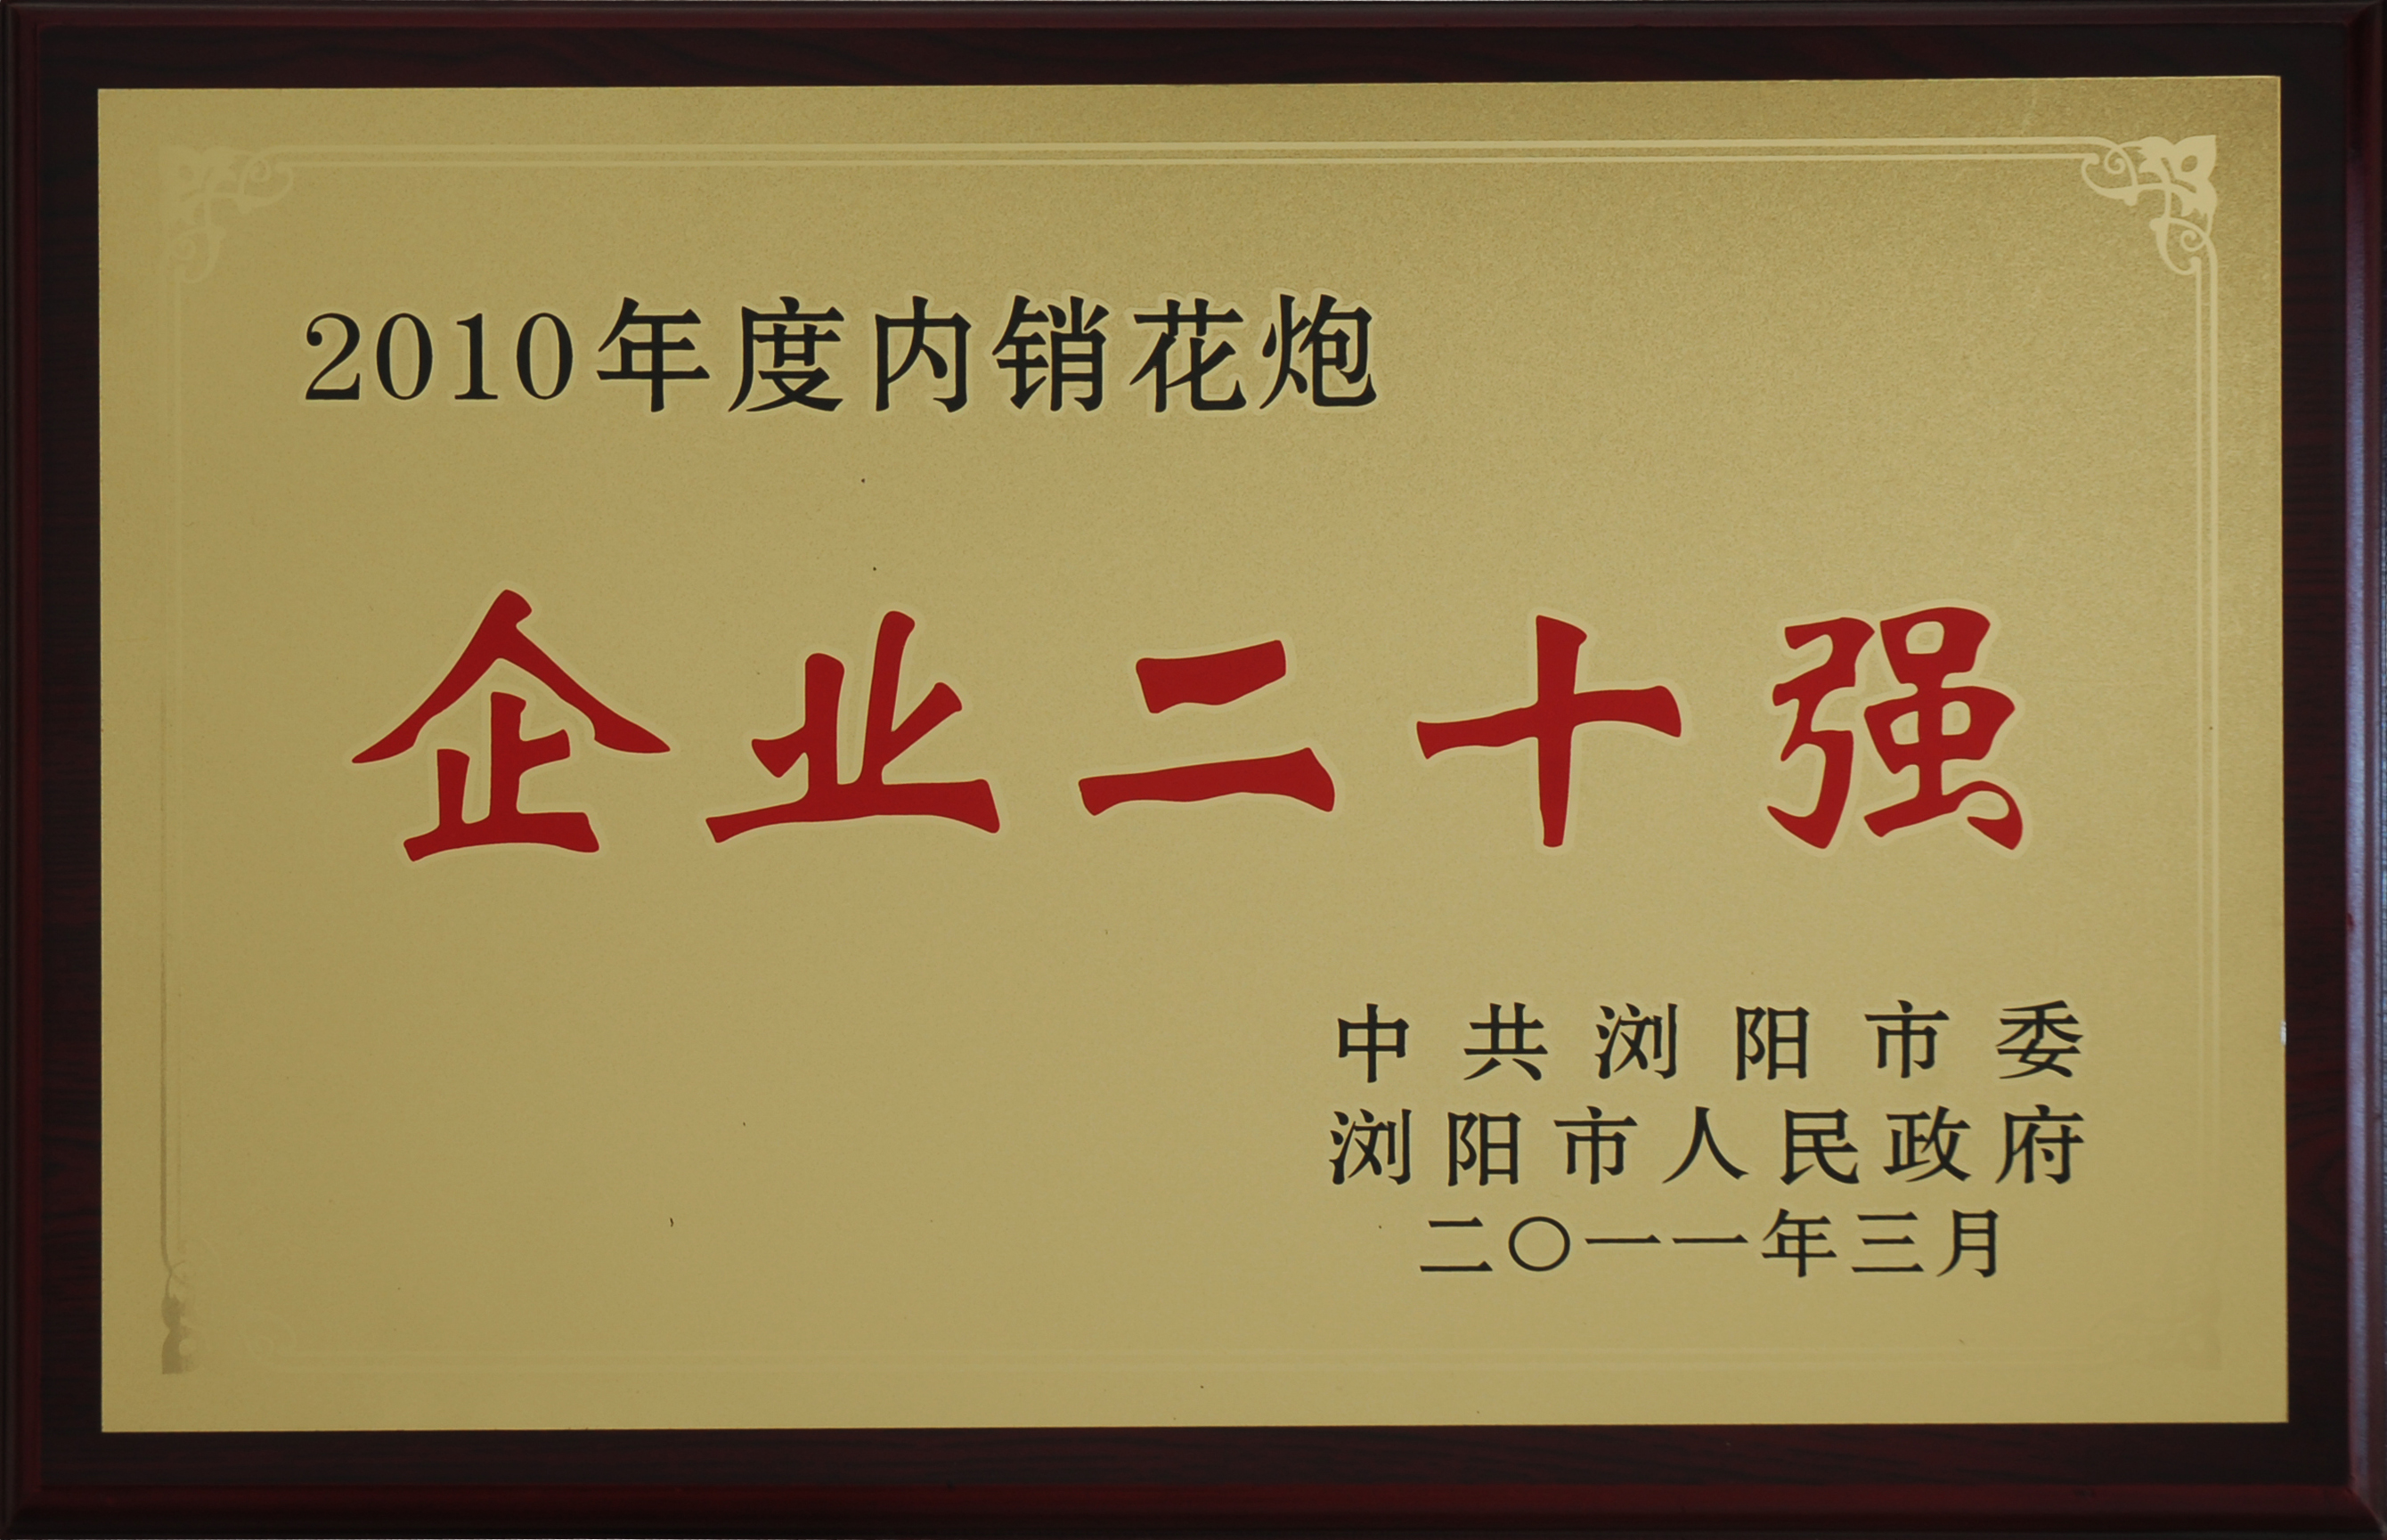 2010年度内销花炮
企业二十强
中共浏阳市委
浏阳市人民政府
二〇一一年三月